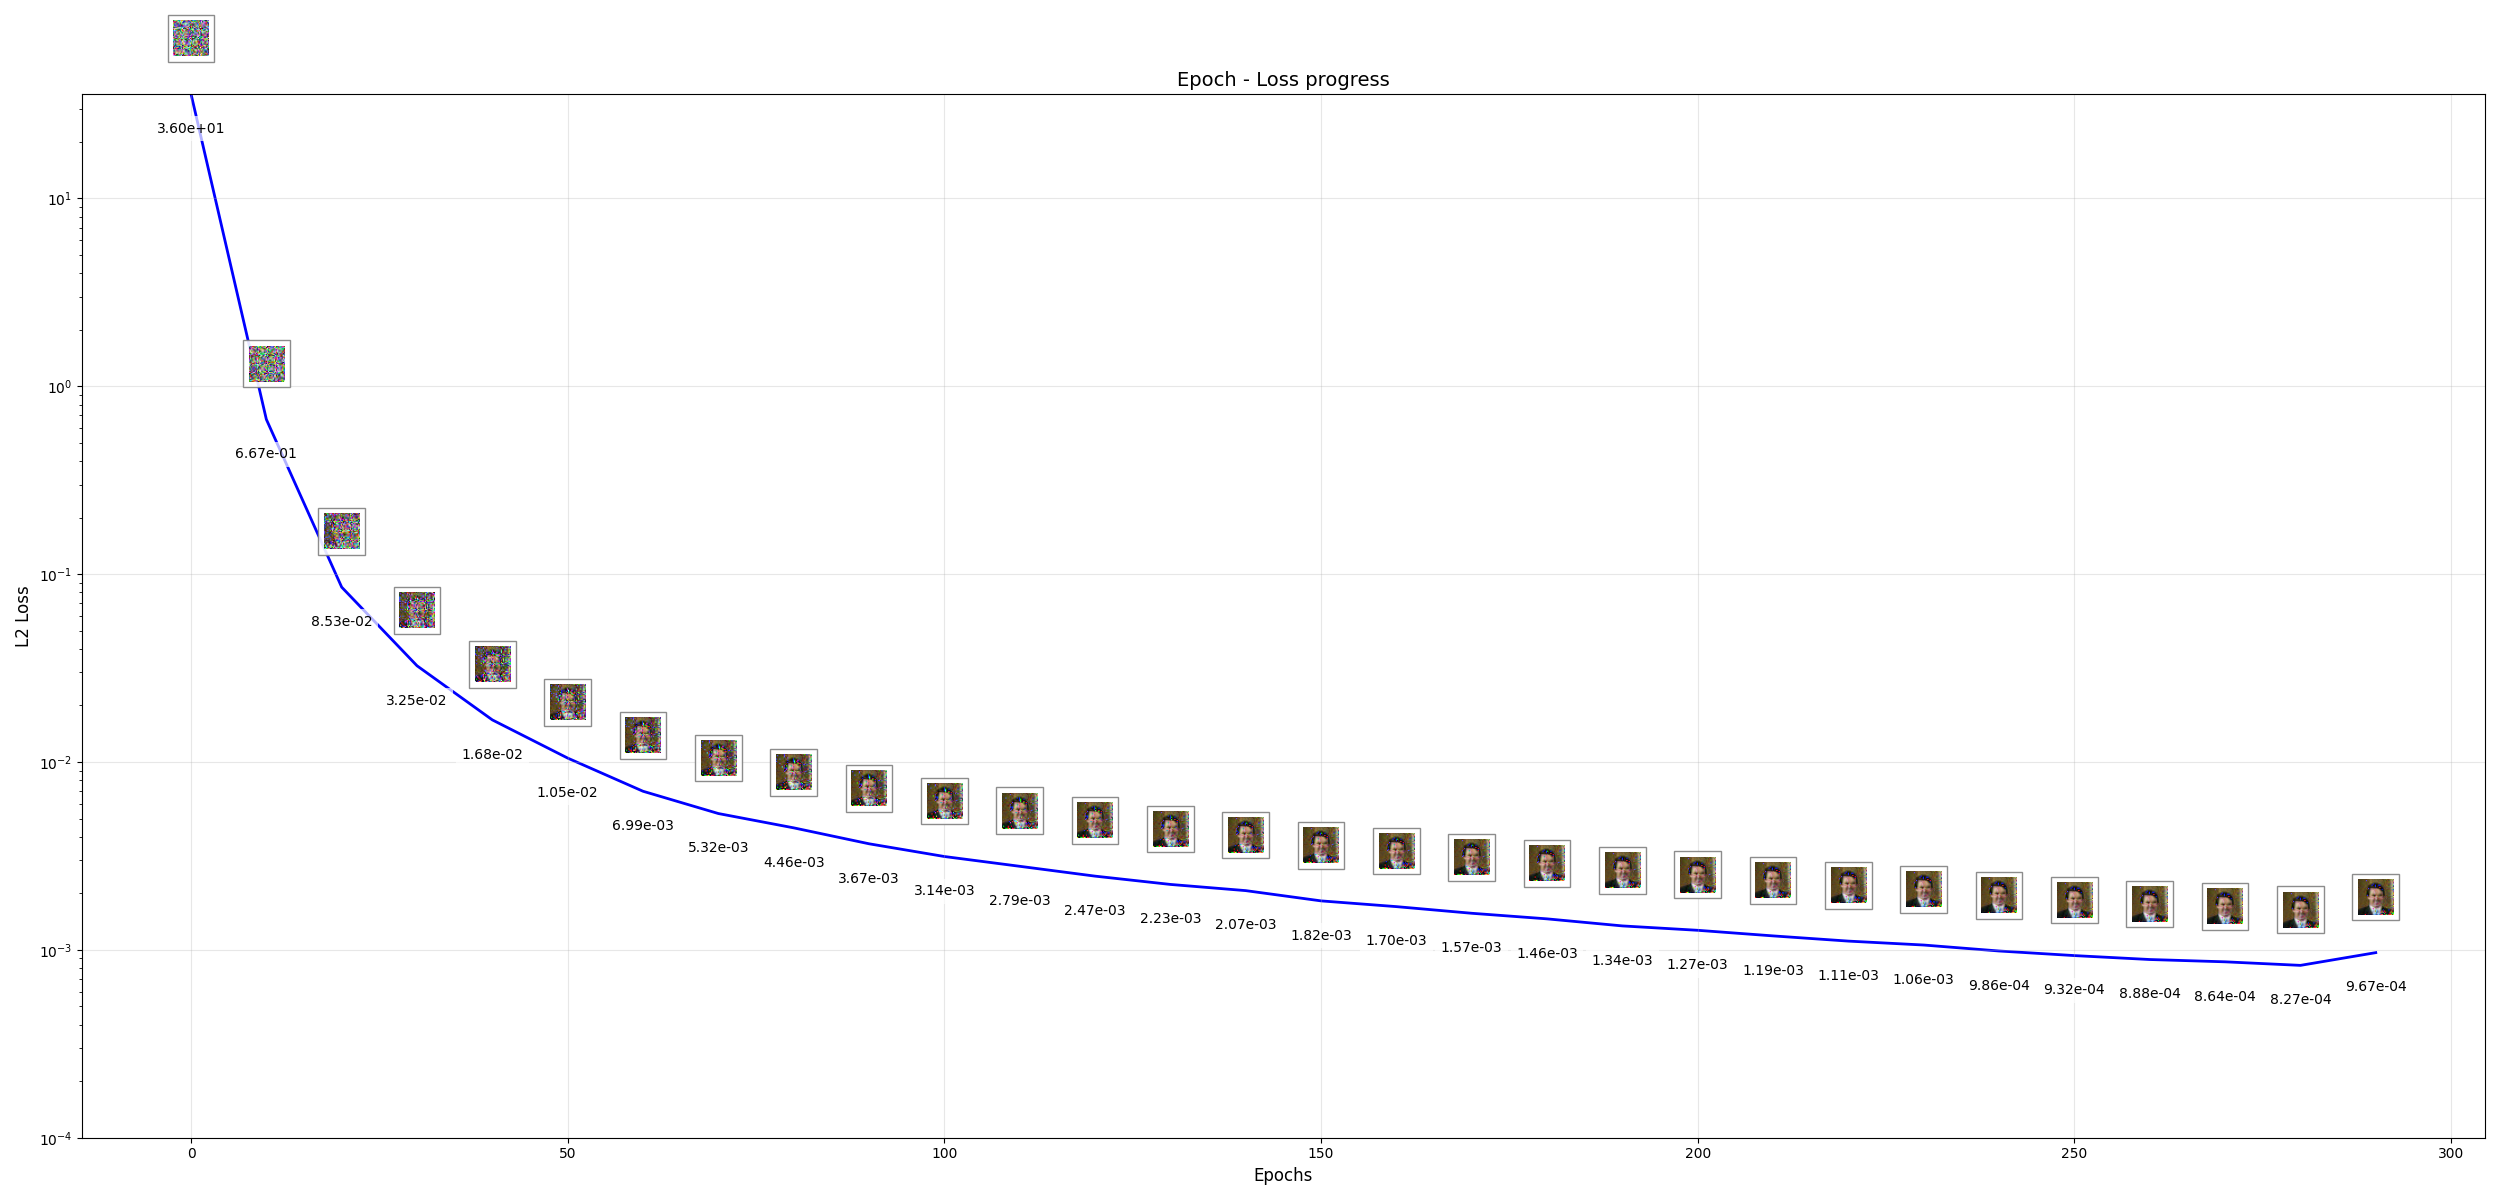 Epoch - Loss progress
L2 Loss
10¹
10⁰
10⁻¹
10⁻²
10⁻³
10⁻⁴
3.60e+01
6.67e-01
8.53e-02
3.25e-02
1.68e-02
1.05e-02
6.99e-03
5.32e-03
4.46e-03
3.67e-03
3.14e-03
2.79e-03
2.47e-03
2.23e-03
2.07e-03
1.82e-03
1.70e-03
1.57e-03
1.46e-03
1.34e-03
1.27e-03
1.19e-03
1.11e-03
1.06e-03
9.86e-04
9.32e-04
8.88e-04
8.64e-04
8.27e-04
9.67e-04
0 50 100 150 200 250 300
Epochs